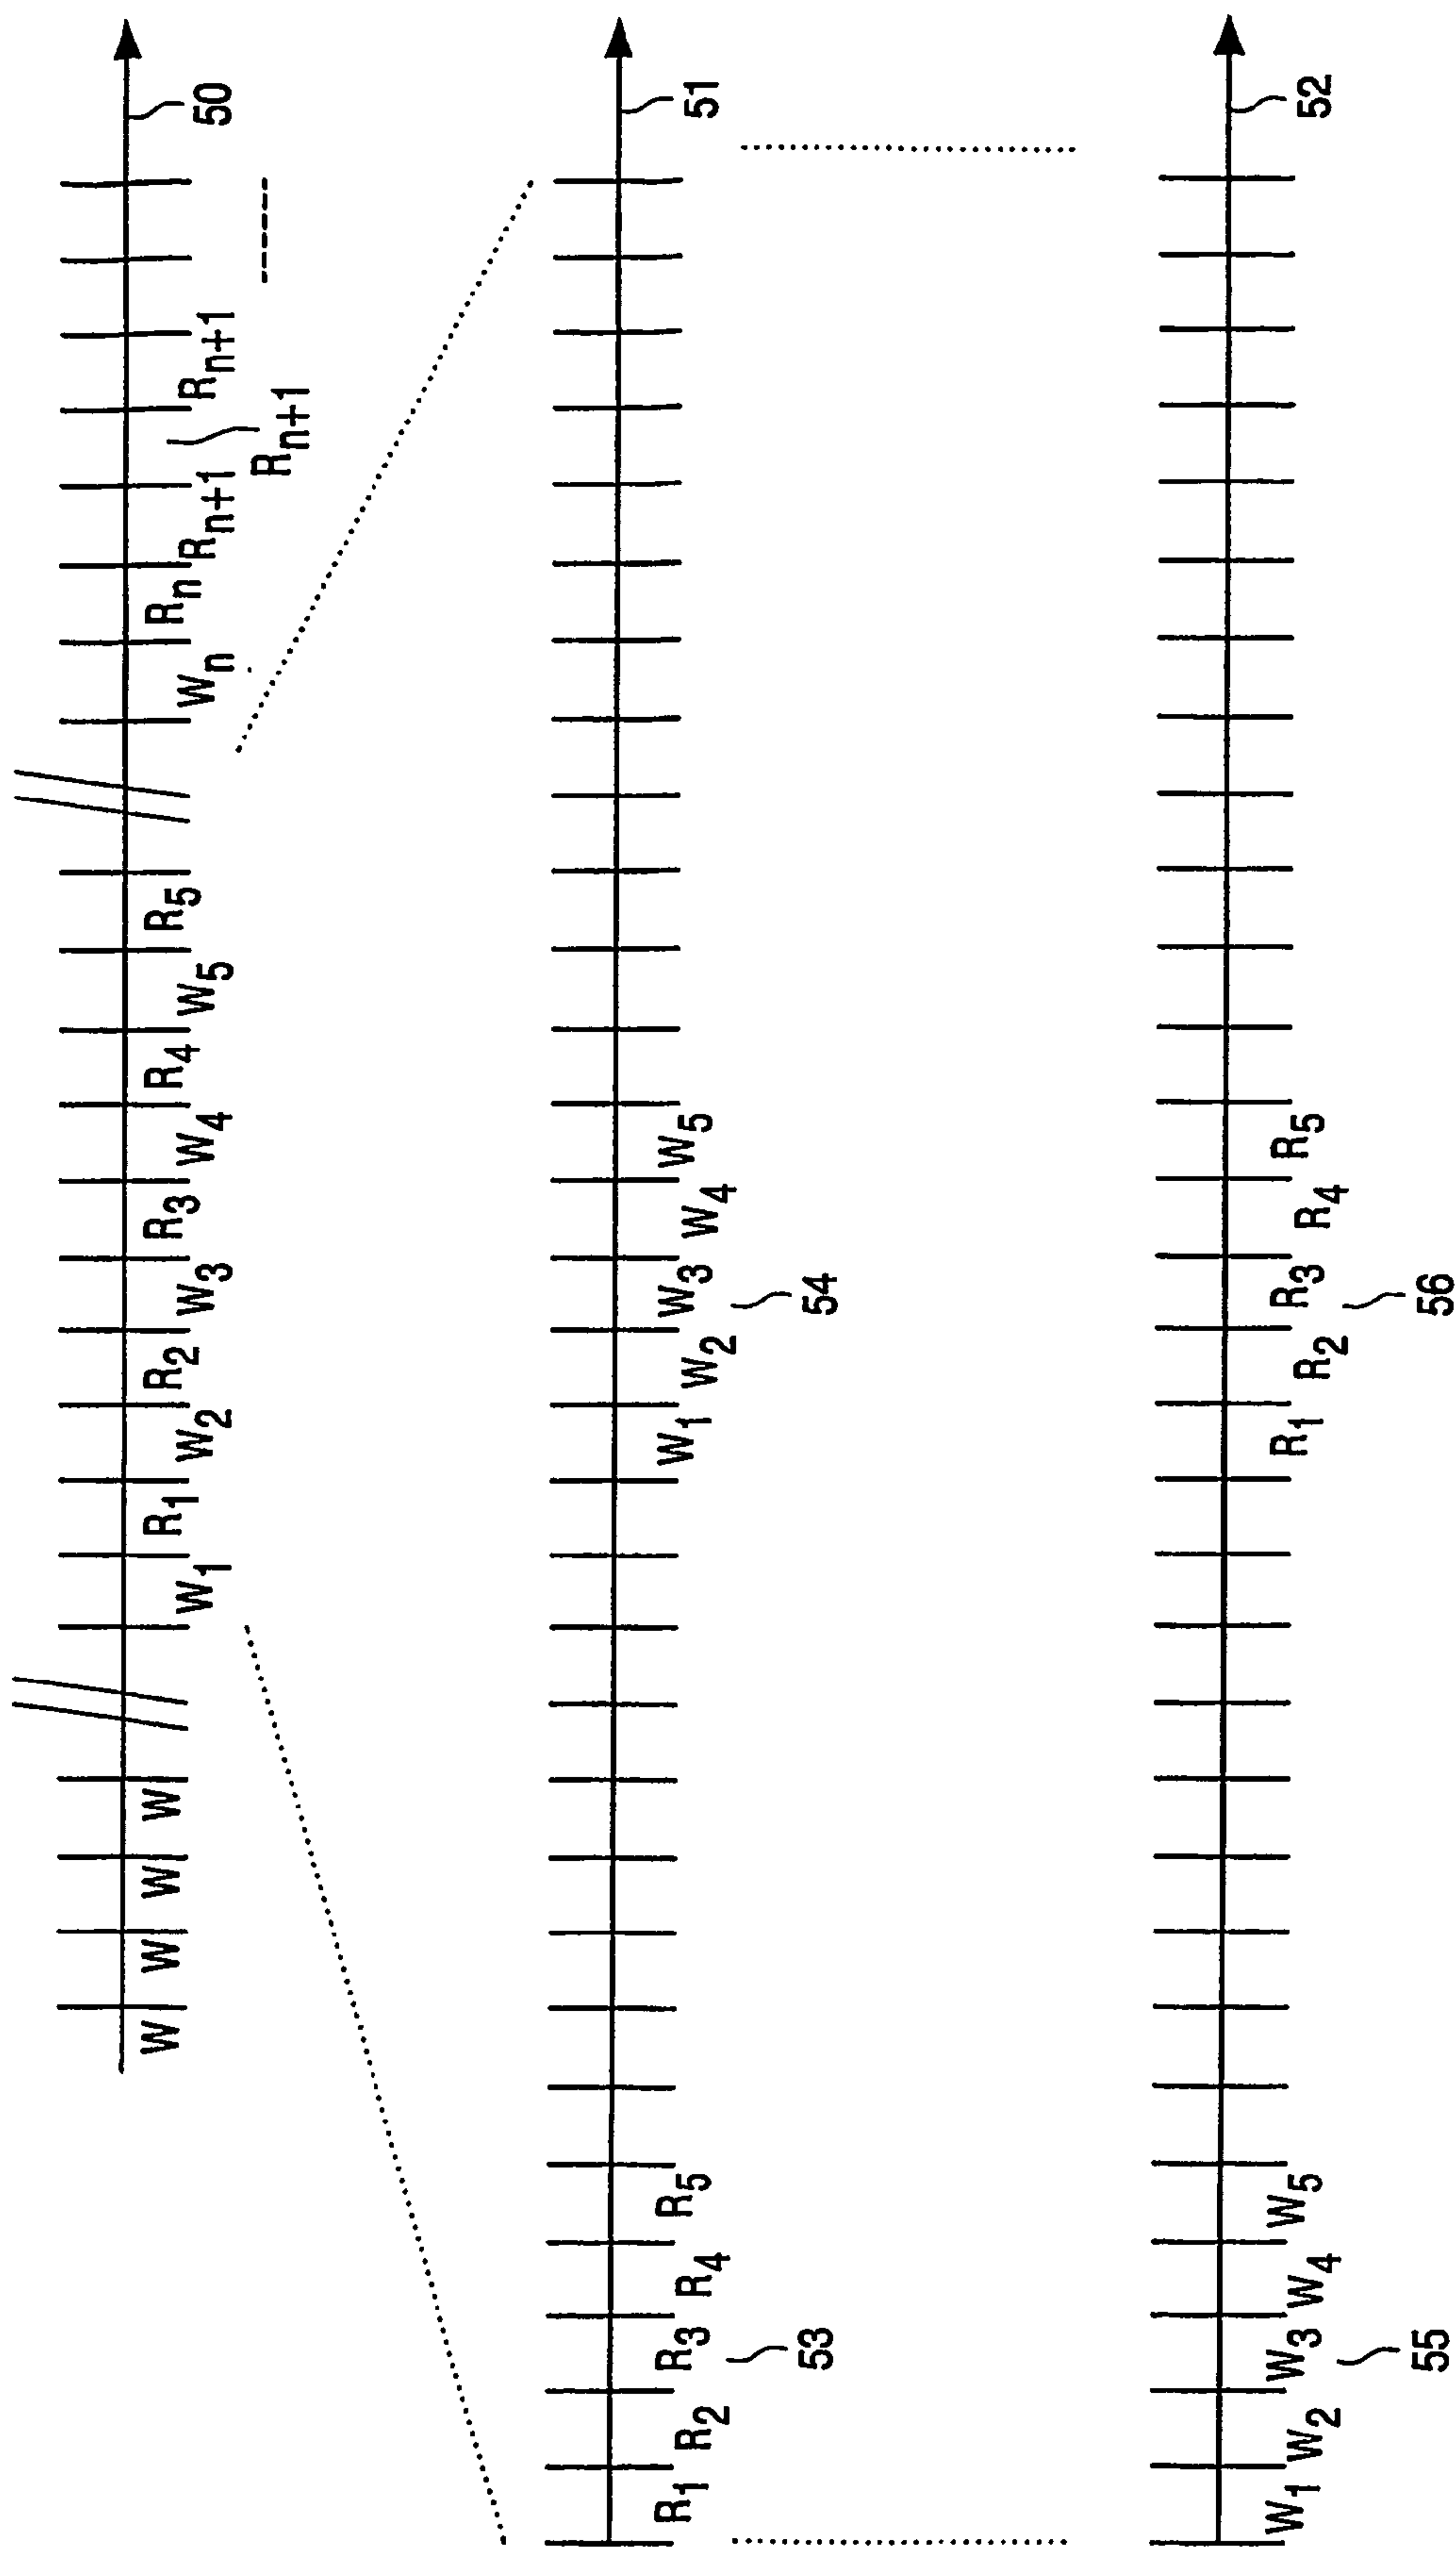 W W W W W₁ R₁ W₂ R₂ W₃ R₃ W₄ R₄ W₅ R₅ Wₙ Rₙ Rₙ₊₁ Rₙ₊₁ Rₙ₊₁ 50
R₁ R₂ R₃ R₄ R₅ W₁ W₂ W₃ W₄ W₅ 51
53 54
W₁ W₂ W₃ W₄ W₅ R₁ R₂ R₃ R₄ R₅ 52
55 56